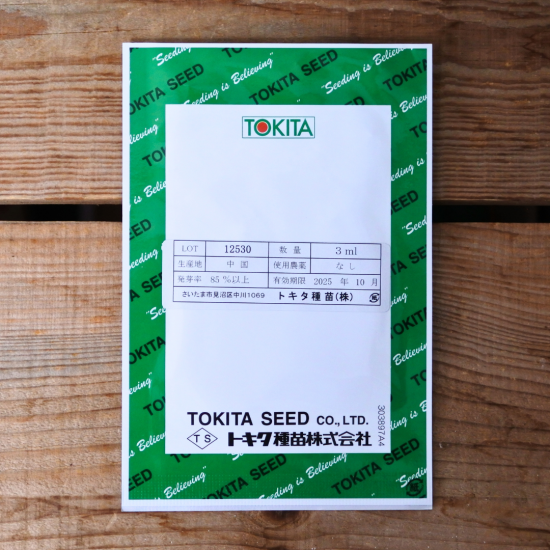 "Seeding is Believing"
TOKITA SEED
TOKITA
LOT 12530 数量 3 ml
生産地 中国 使用農薬 なし
発芽率 85 %以上 有効期限 2025 年 10 月
さいたま市見沼区中川1069 トキタ種苗(株)
303897A4
TOKITA SEED CO., LTD.
TS トキタ種苗株式会社